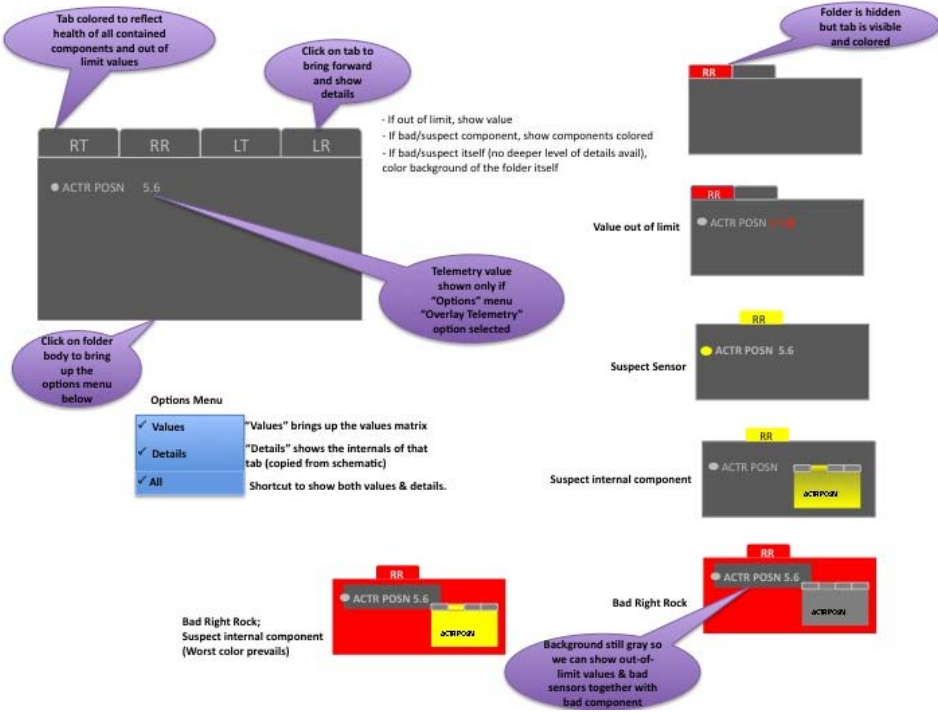 Tab colored to reflect
health of all contained
components and out of
limit values
Click on tab to
bring forward
and show
details
Folder is hidden
but tab is visible
and colored
RR
- If out of limit, show value
- If bad/suspect component, show components colored
- If bad/suspect itself (no deeper level of details avail),
color background of the folder itself
RT RR LT LR
ACTR POSN 5.6
RR
Value out of limit
ACTR POSN
Telemetry value
shown only if
"Options" menu
"Overlay Telemetry"
option selected
RR
ACTR POSN 5.6
Suspect Sensor
Click on folder
body to bring
up the
options menu
below
Options Menu
✓ Values
"Values" brings up the values matrix
✓ Details
"Details" shows the internals of that
tab (copied from schematic)
✓ All
Shortcut to show both values & details.
RR
ACTR POSN
Suspect internal component
ACTR POSN
RR
ACTR POSN 5.6
Bad Right Rock;
Suspect internal component
(Worst color prevails)
ACTR POSN
RR
ACTR POSN 5.6
Bad Right Rock
ACTR POSN
Background still gray so
we can show out-of-
limit values & bad
sensors together with
bad component